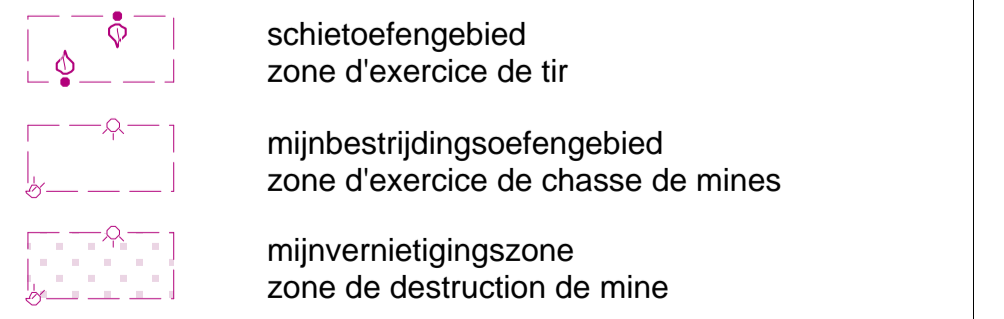 schietoefengebied
zone d'exercice de tir
mijnbestrijdingsoefengebied
zone d'exercice de chasse de mines
mijnvernietigingszone
zone de destruction de mine